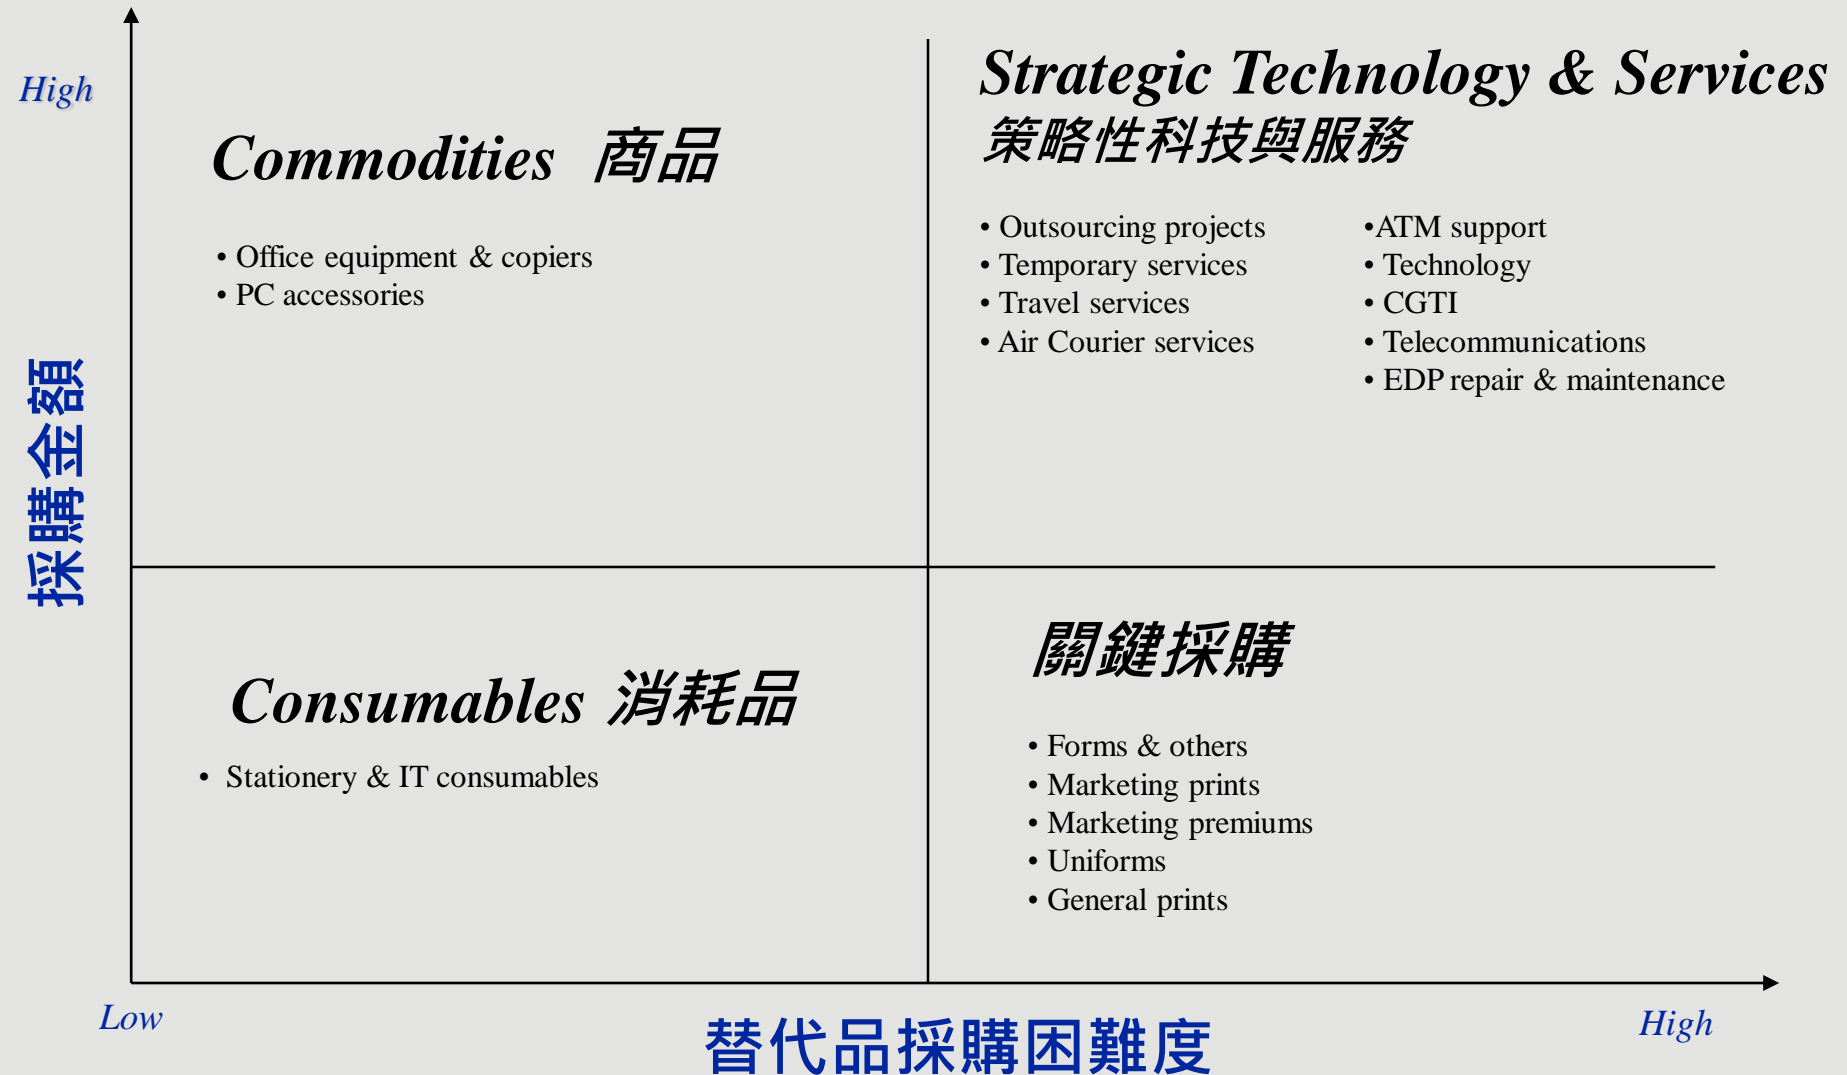 High
採購金額
Commodities 商品
• Office equipment & copiers
• PC accessories
Strategic Technology & Services
策略性科技與服務
• Outsourcing projects
• Temporary services
• Travel services
• Air Courier services
•ATM support
• Technology
• CGTI
• Telecommunications
• EDP repair & maintenance
Consumables 消耗品
• Stationery & IT consumables
關鍵採購
• Forms & others
• Marketing prints
• Marketing premiums
• Uniforms
• General prints
Low
替代品採購困難度
High